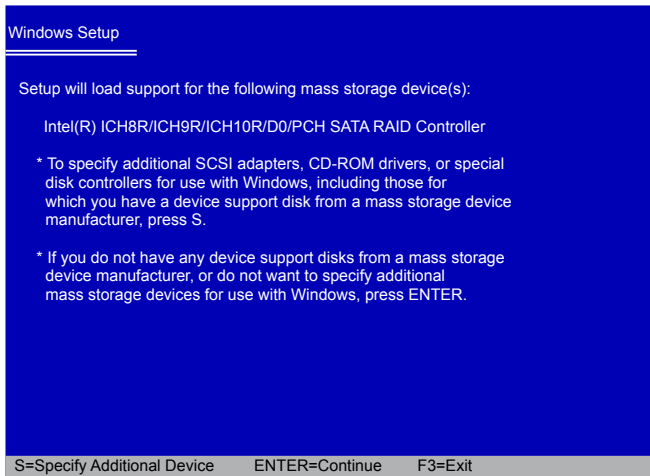 Windows Setup
Setup will load support for the following mass storage device(s):
Intel(R) ICH8R/ICH9R/ICH10R/D0/PCH SATA RAID Controller
* To specify additional SCSI adapters, CD-ROM drivers, or special
disk controllers for use with Windows, including those for
which you have a device support disk from a mass storage device
manufacturer, press S.
* If you do not have any device support disks from a mass storage
device manufacturer, or do not want to specify additional
mass storage devices for use with Windows, press ENTER.
S=Specify Additional Device ENTER=Continue F3=Exit